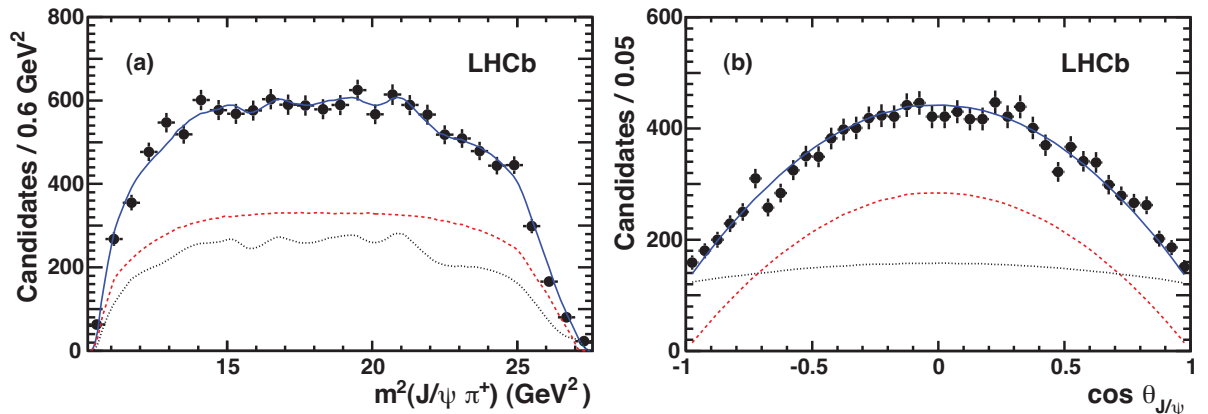 Candidates / 0.6 GeV²
800
600
400
200
0
(a)
LHCb
15
20
25
m²(J/ψ π⁺) (GeV²)
Candidates / 0.05
600
400
200
0
(b)
LHCb
-1
-0.5
0
0.5
1
cos θ_J/ψ